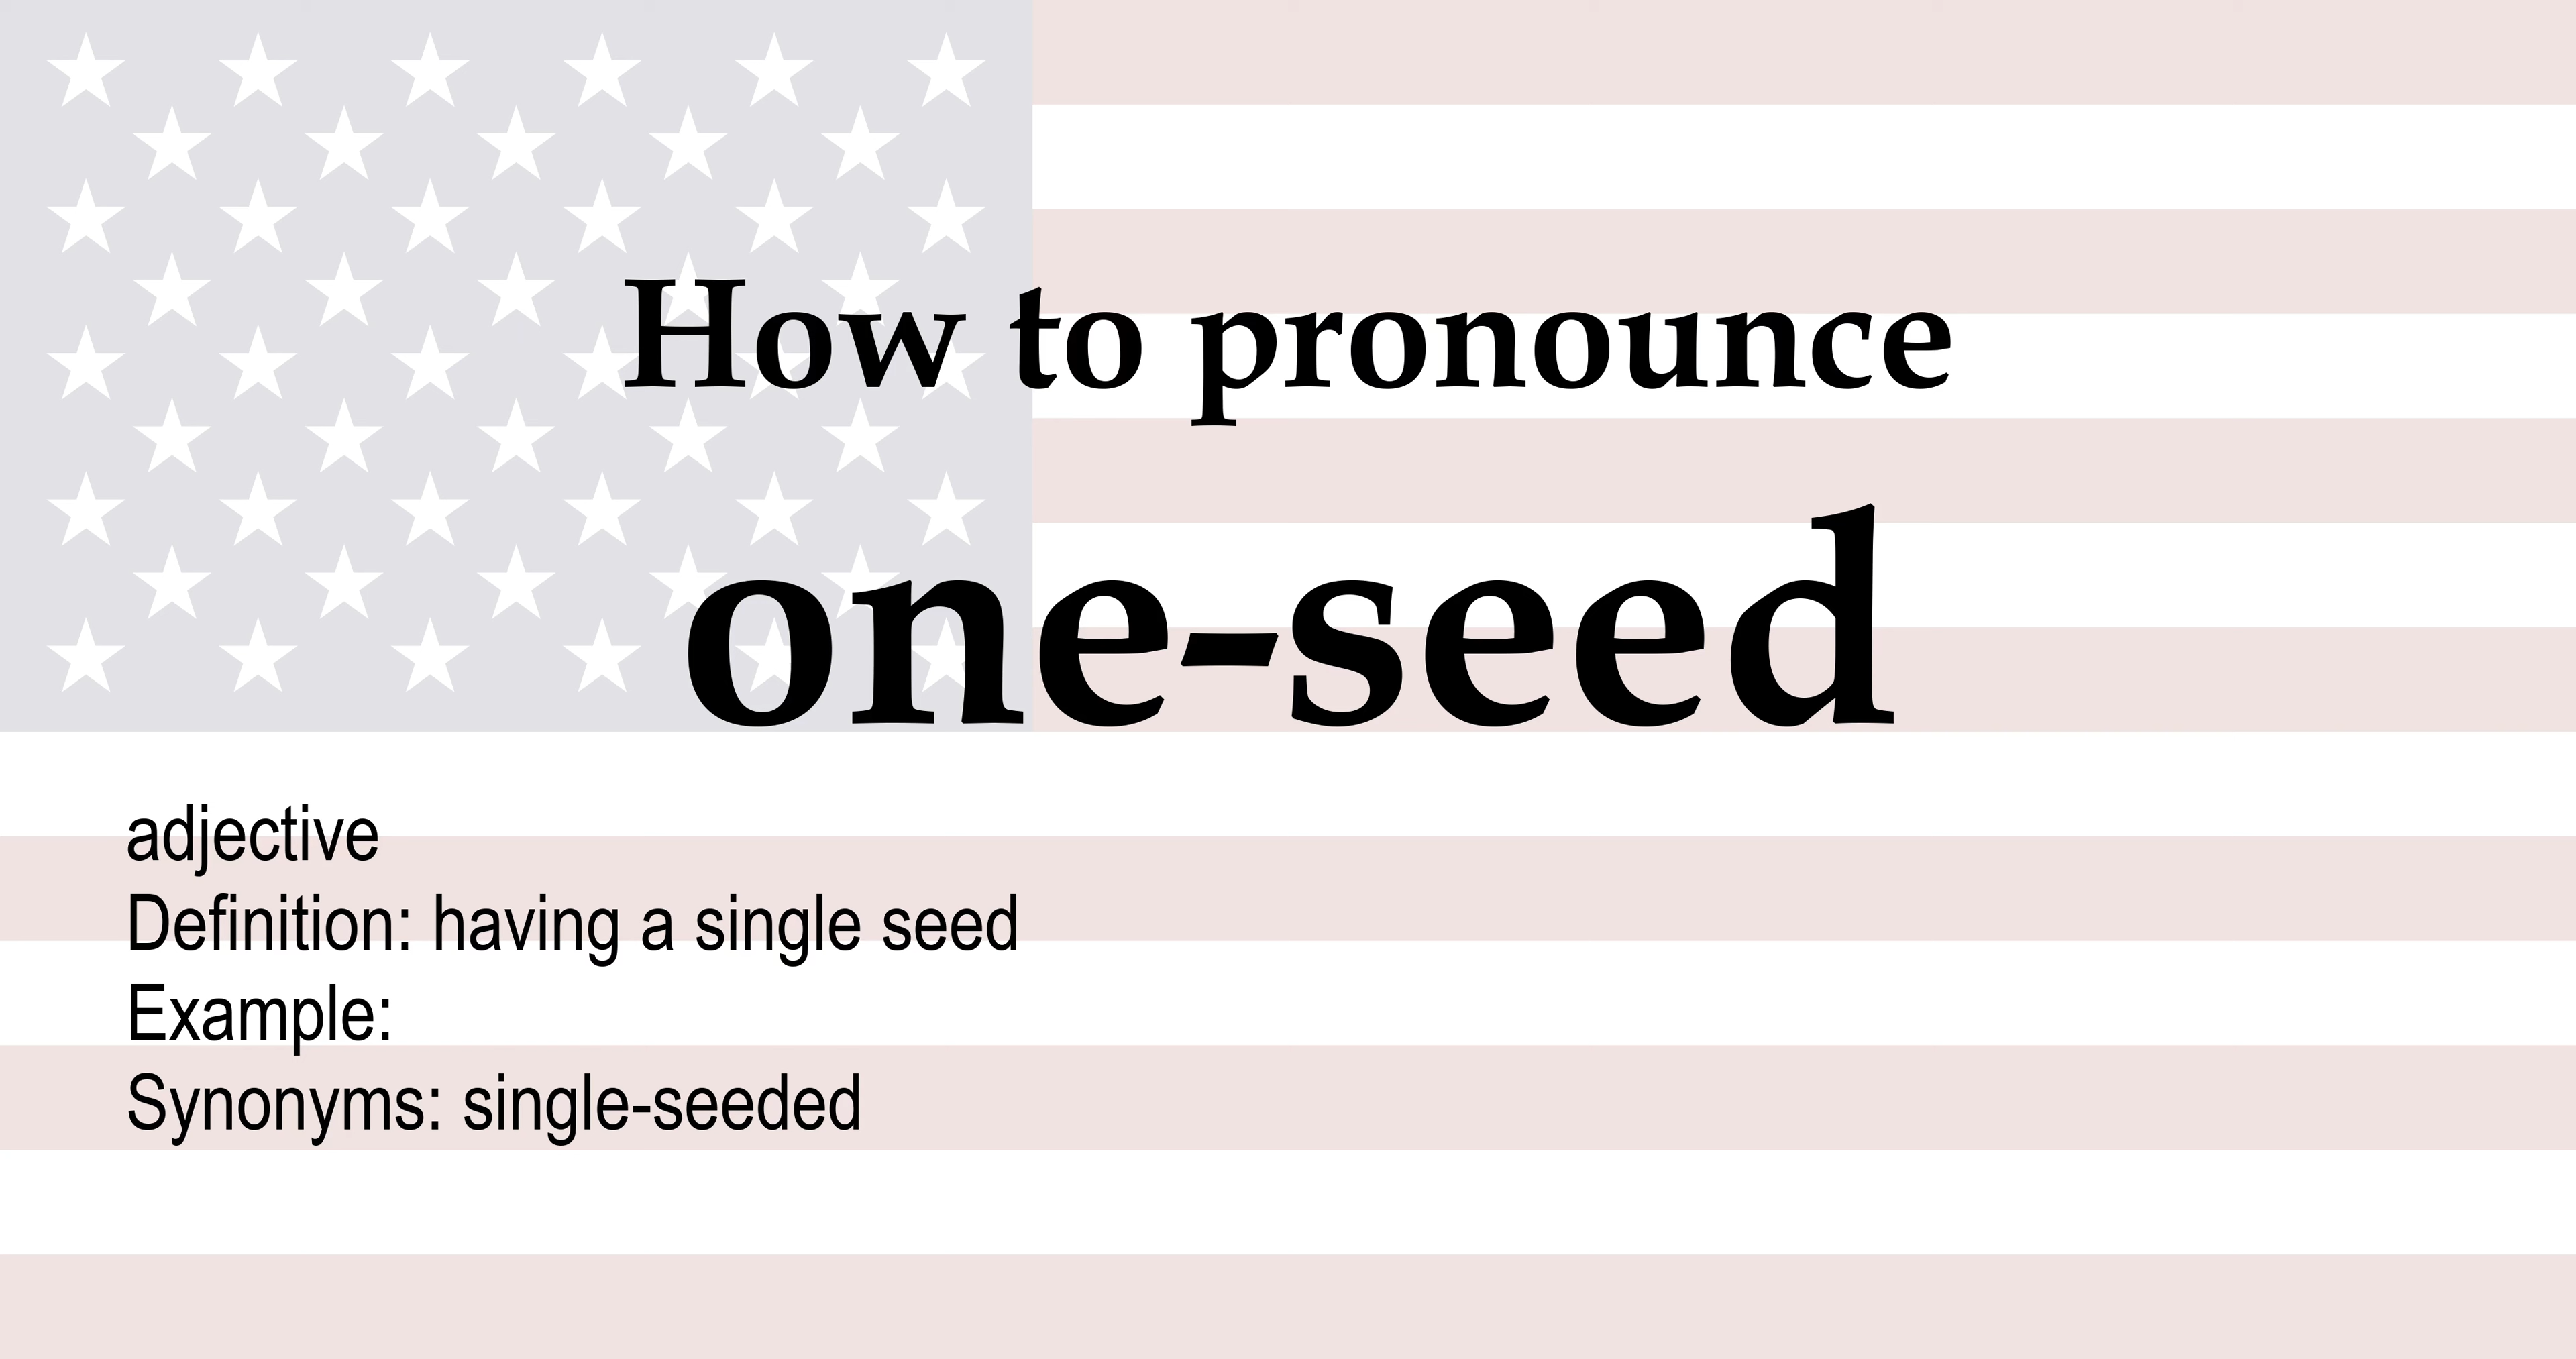 How to pronounce
one-seed
adjective
Definition: having a single seed
Example:
Synonyms: single-seeded